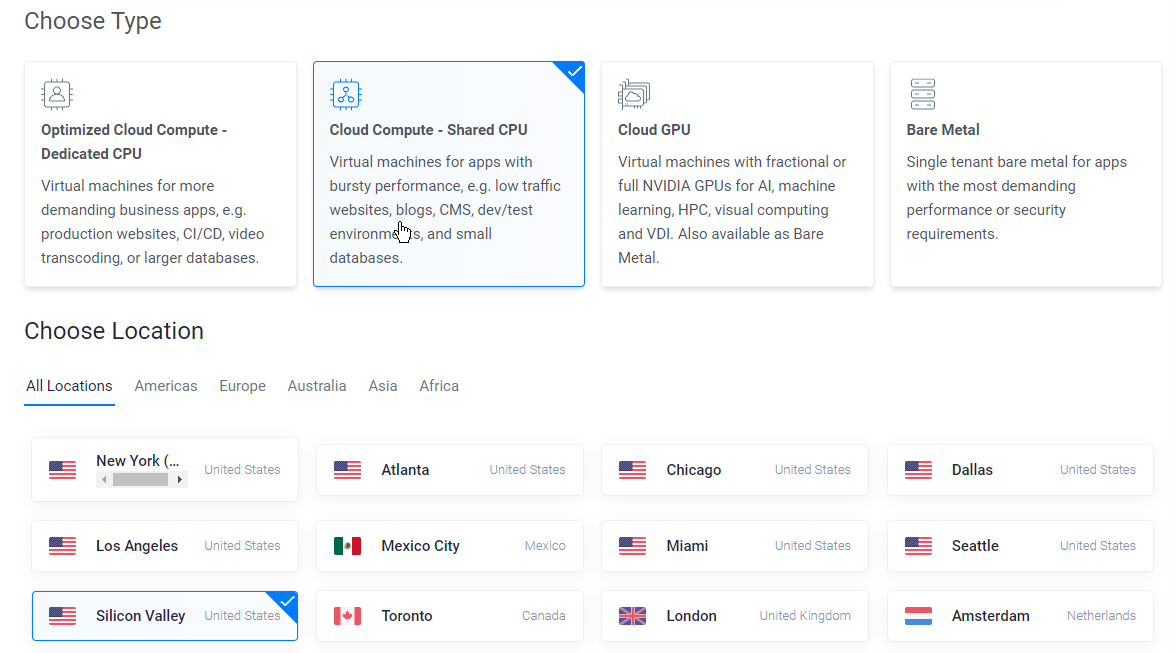 Choose Type
Optimized Cloud Compute -
Dedicated CPU
Virtual machines for more
demanding business apps, e.g.
production websites, CI/CD, video
transcoding, or larger databases.
Cloud Compute - Shared CPU
Virtual machines for apps with
bursty performance, e.g. low traffic
websites, blogs, CMS, dev/test
environments, and small
databases.
Cloud GPU
Virtual machines with fractional or
full NVIDIA GPUs for AI, machine
learning, HPC, visual computing
and VDI. Also available as Bare
Metal.
Bare Metal
Single tenant bare metal for apps
with the most demanding
performance or security
requirements.
Choose Location
All Locations Americas Europe Australia Asia Africa
New York (... United States
Atlanta United States
Chicago United States
Dallas United States
Los Angeles United States
Mexico City Mexico
Miami United States
Seattle United States
Silicon Valley United States
Toronto Canada
London United Kingdom
Amsterdam Netherlands